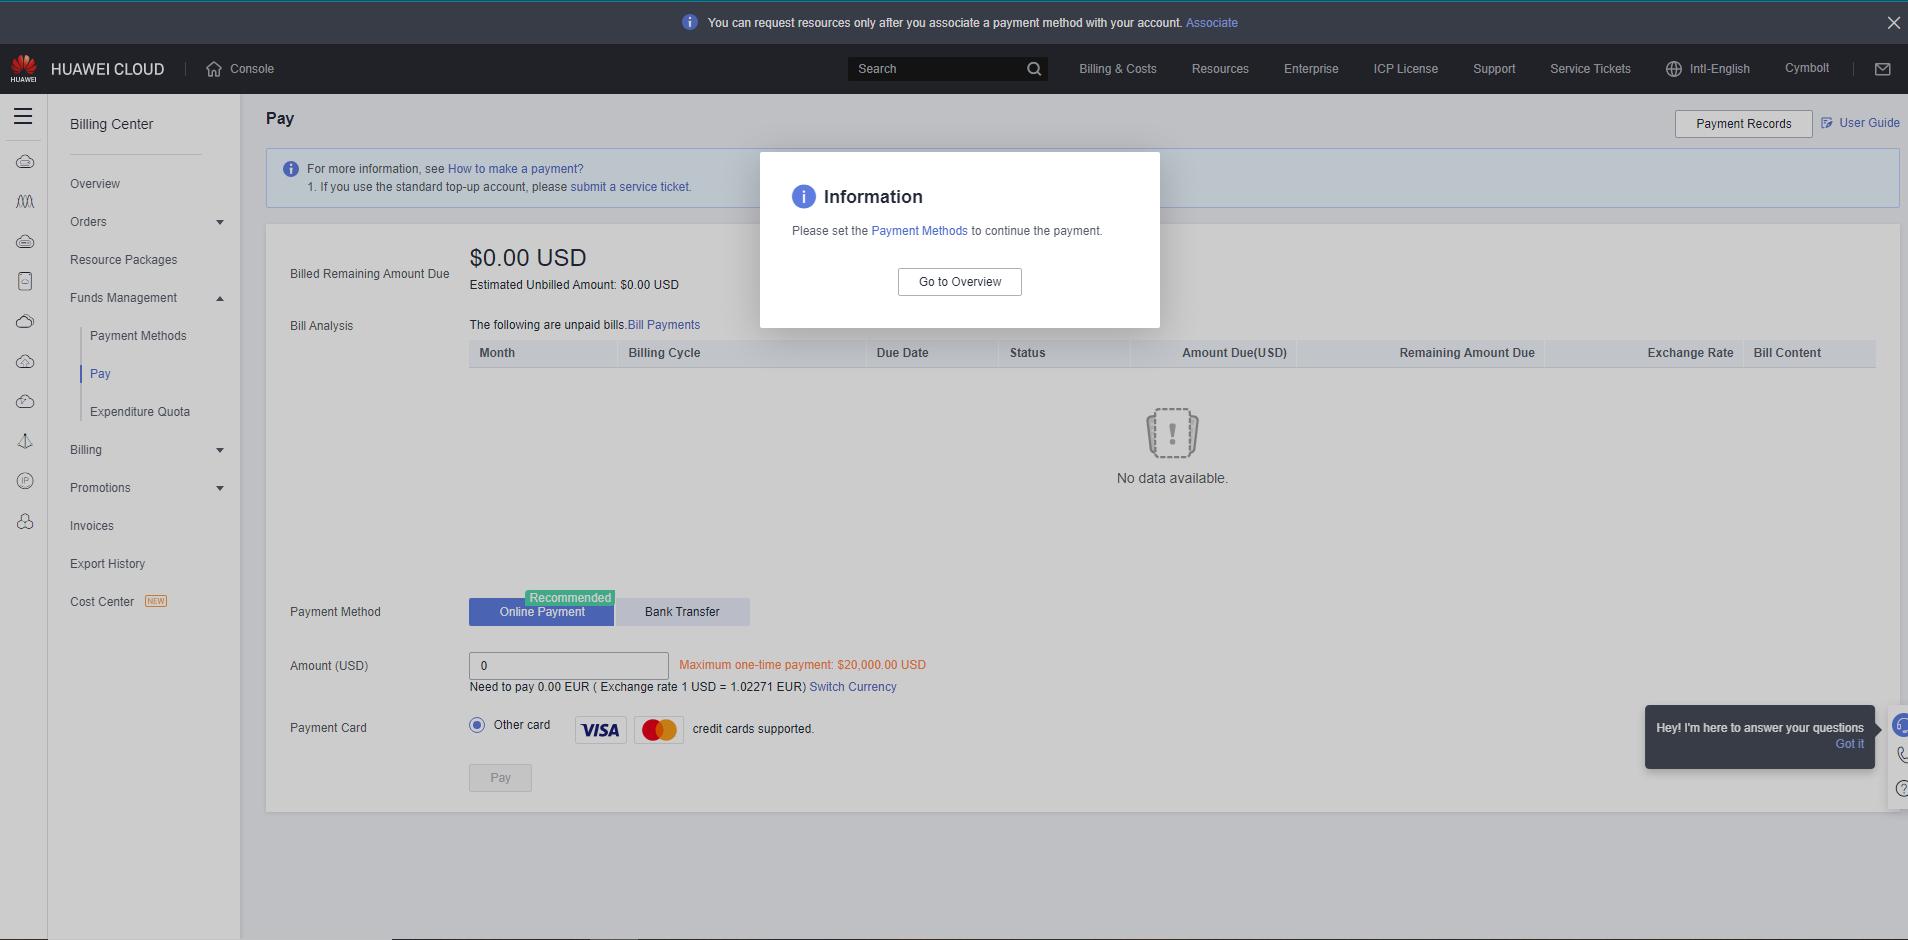 You can request resources only after you associate a payment method with your account. Associate
HUAWEI
HUAWEI CLOUD
Console
Search
Billing & Costs
Resources
Enterprise
ICP License
Support
Service Tickets
Intl-English
Cymbolt
Billing Center
Overview
Orders
Resource Packages
Funds Management
Payment Methods
Pay
Expenditure Quota
Billing
Promotions
Invoices
Export History
Cost Center NEW
IP
Pay
Payment Records
User Guide
For more information, see How to make a payment?
1. If you use the standard top-up account, please submit a service ticket.
Information
Please set the Payment Methods to continue the payment.
Go to Overview
Billed Remaining Amount Due
$0.00 USD
Estimated Unbilled Amount: $0.00 USD
Bill Analysis
The following are unpaid bills.Bill Payments
Month Billing Cycle Due Date Status Amount Due(USD) Remaining Amount Due Exchange Rate Bill Content
No data available.
Payment Method
Recommended
Online Payment
Bank Transfer
Amount (USD)
0
Maximum one-time payment: $20,000.00 USD
Need to pay 0.00 EUR ( Exchange rate 1 USD = 1.02271 EUR) Switch Currency
Payment Card
Other card
VISA
credit cards supported.
Pay
Hey! I'm here to answer your questions
Got it